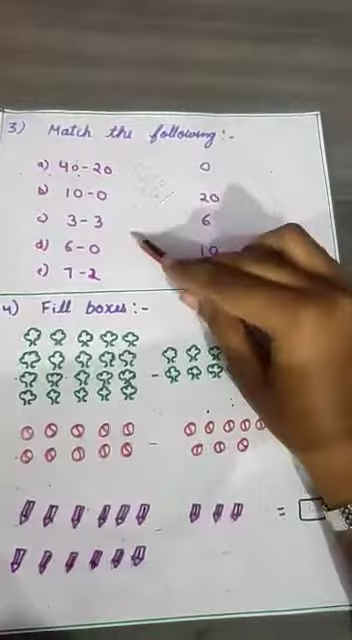 3) Match the following :-
a) 40-20 0
b) 10-0 20
c) 3-3 6
d) 6-0 10
e) 7-2
4) Fill boxes :-
-
-
- =